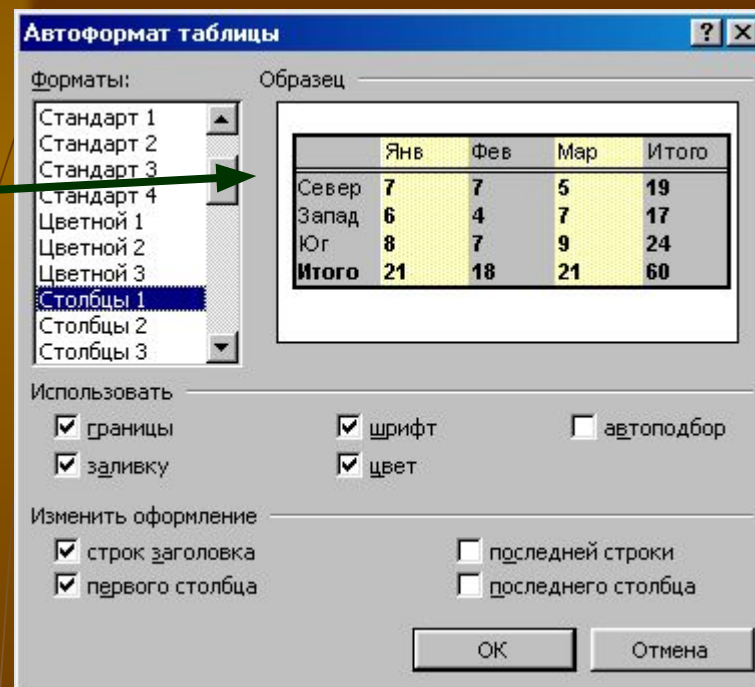 Автоформат таблицы
Форматы:
Стандарт 1
Стандарт 2
Стандарт 3
Стандарт 4
Цветной 1
Цветной 2
Цветной 3
Столбцы 1
Столбцы 2
Столбцы 3
Образец
Янв Фев Мар Итого
Север 7 7 5 19
Запад 6 4 7 17
Юг 8 7 9 24
Итого 21 18 21 60
Использовать
границы шрифт автоподбор
заливку цвет
Изменить оформление
строк заголовка последней строки
первого столбца последнего столбца
ОК Отмена